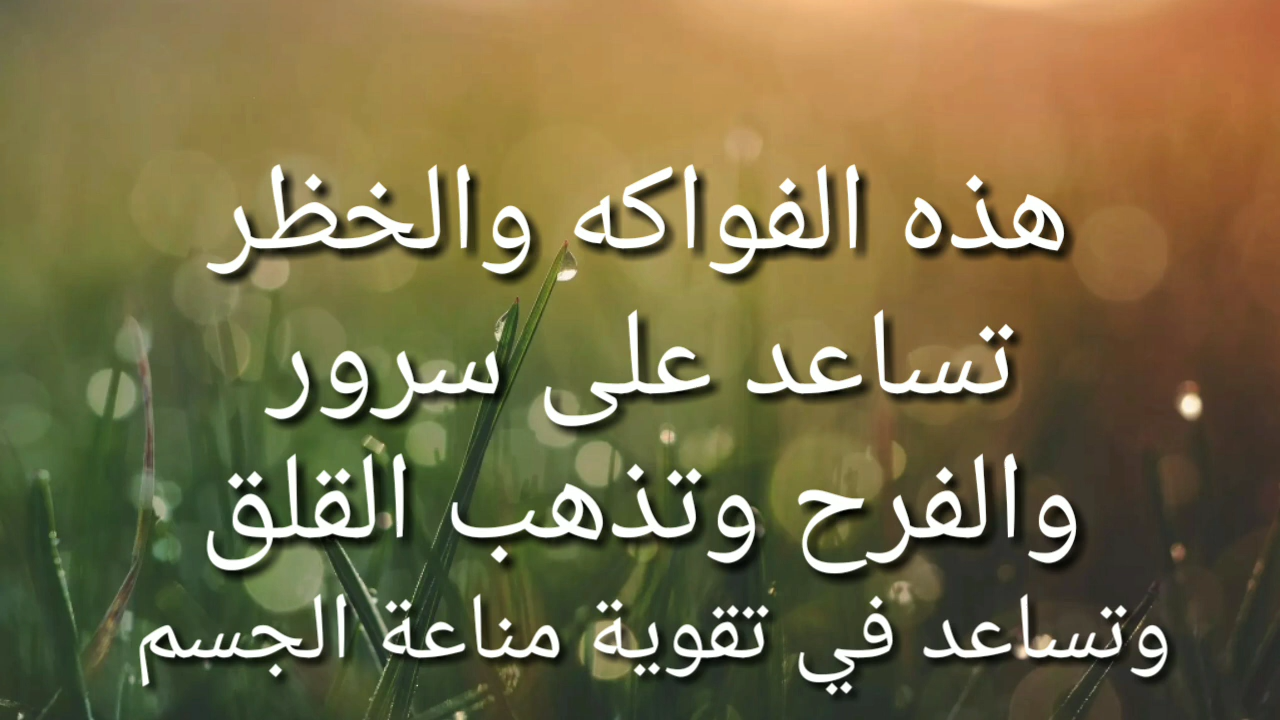 هذه الفواكه والخظر
تساعد على سرور
والفرح وتذهب القلق
وتساعد في تقوية مناعة الجسم